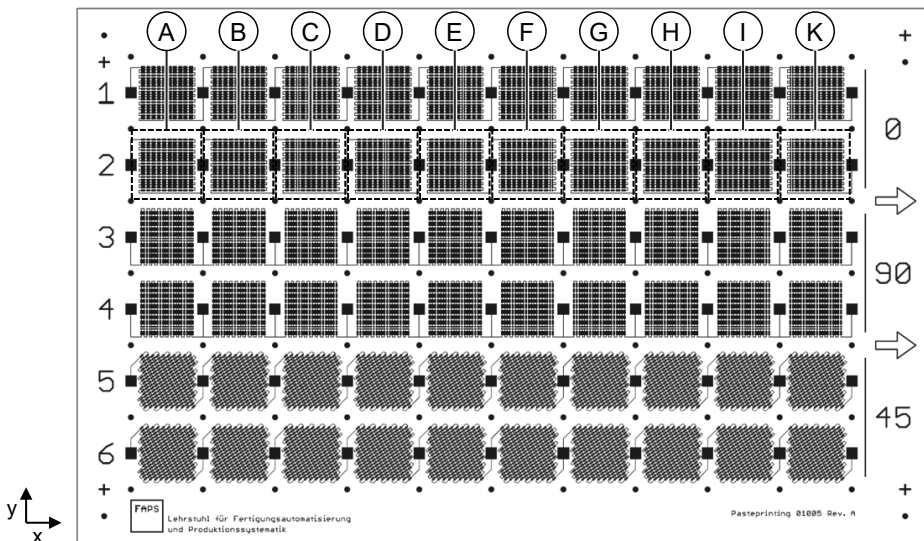 A B C D E F G H I K
1
0
2
3
90
4
5
45
6
y
x
FAPS
Lehrstuhl für Fertigungsautomatisierung
und Produktionssystematik
Pasteprinting 01005 Rev. A